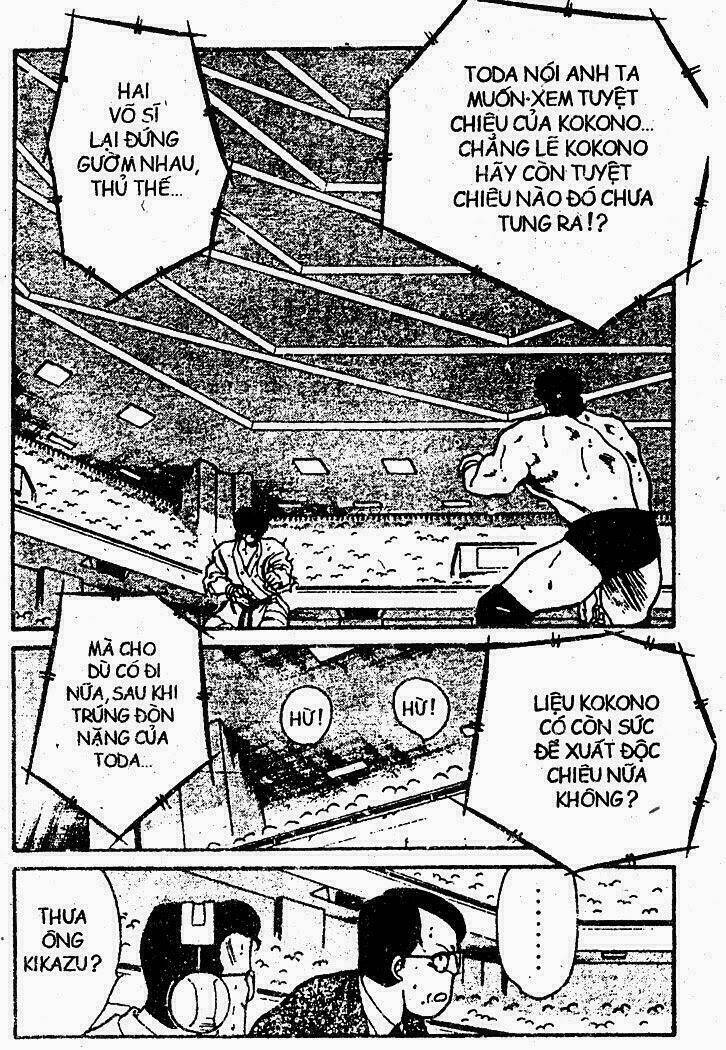 TODA NÓI ANH TA
MUỐN XEM TUYỆT
CHIÊU CỦA KOKONO...
CHẲNG LẼ KOKONO
HÃY CÒN TUYỆT
CHIÊU NÀO ĐÓ CHƯA
TUNG RA!?
HAI
VÕ SĨ
LẠI ĐỨNG
GƯỜM NHAU,
THỦ THẾ...
MÀ CHO
DÙ CÓ ĐI
NỮA, SAU KHI
TRÚNG ĐÒN
NẶNG CỦA
TODA...
HỪ!
HỪ!
LIỆU KOKONO
CÓ CÒN SỨC
ĐỂ XUẤT ĐỘC
CHIÊU NỮA
KHÔNG?
THƯA
ÔNG
KIKAZU?
......